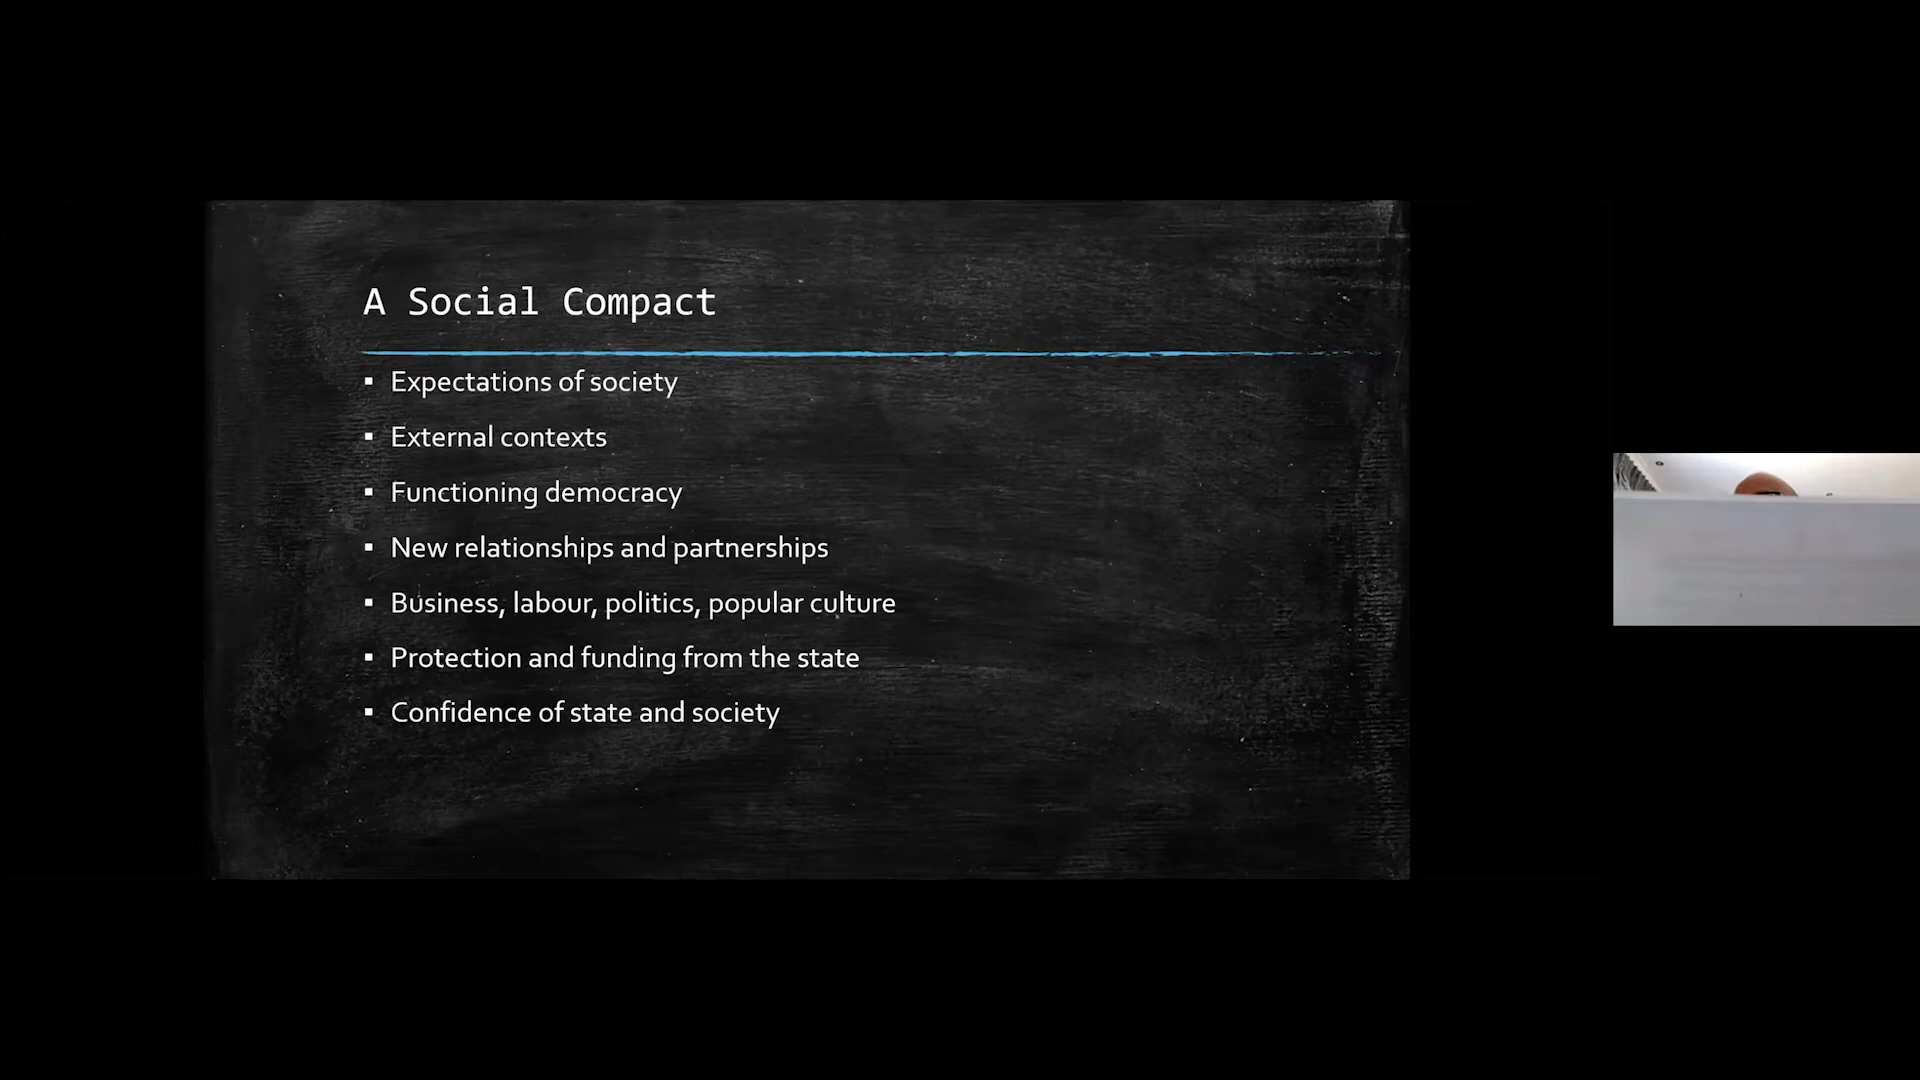 A Social Compact
▪ Expectations of society
▪ External contexts
▪ Functioning democracy
▪ New relationships and partnerships
▪ Business, labour, politics, popular culture
▪ Protection and funding from the state
▪ Confidence of state and society